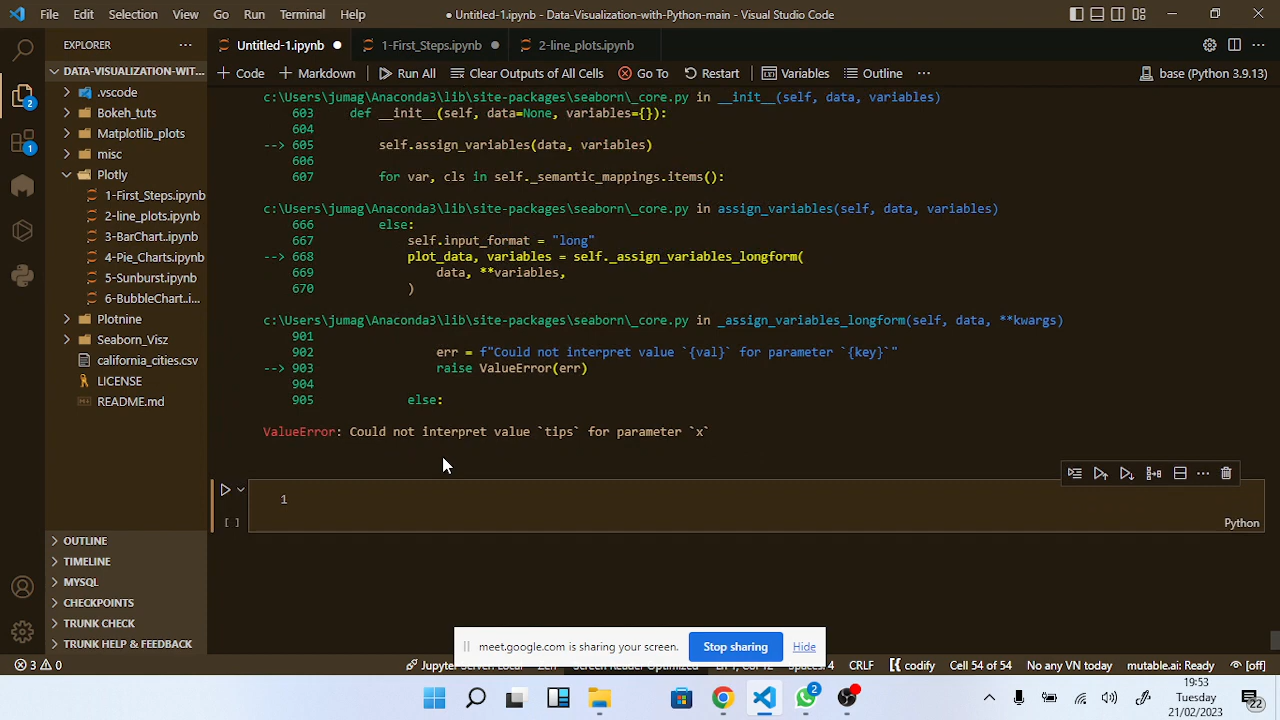 File Edit Selection View Go Run Terminal Help
● Untitled-1.ipynb - Data-Visualization-with-Python-main - Visual Studio Code
EXPLORER
Untitled-1.ipynb 1-First_Steps.ipynb 2-line_plots.ipynb
DATA-VISUALIZATION-WIT...
Code Markdown Run All Clear Outputs of All Cells Go To Restart Variables Outline base (Python 3.9.13)
.vscode
Bokeh_tuts
Matplotlib_plots
misc
Plotly
1-First_Steps.ipynb
2-line_plots.ipynb
3-BarChart..ipynb
4-Pie_Charts.ipynb
5-Sunburst.ipynb
6-BubbleChart..i...
Plotnine
Seaborn_Visz
california_cities.csv
LICENSE
README.md
OUTLINE
TIMELINE
MYSQL
CHECKPOINTS
TRUNK CHECK
TRUNK HELP & FEEDBACK
2
1
c:\Users\jumag\Anaconda3\lib\site-packages\seaborn\_core.py in __init__(self, data, variables)
603 def __init__(self, data=None, variables={}):
604
--> 605 self.assign_variables(data, variables)
606
607 for var, cls in self._semantic_mappings.items():
c:\Users\jumag\Anaconda3\lib\site-packages\seaborn\_core.py in assign_variables(self, data, variables)
666 else:
667 self.input_format = "long"
--> 668 plot_data, variables = self._assign_variables_longform(
669 data, **variables,
670 )
c:\Users\jumag\Anaconda3\lib\site-packages\seaborn\_core.py in _assign_variables_longform(self, data, **kwargs)
901
902 err = f"Could not interpret value `{val}` for parameter `{key}`"
--> 903 raise ValueError(err)
904
905 else:
ValueError: Could not interpret value `tips` for parameter `x`
1
[ ]
Python
meet.google.com is sharing your screen. Stop sharing Hide
3 0 Jupyter Server: CRLF codify Cell 54 of 54 No any VN today mutable.ai: Ready [off]
2
19:53
Tuesday
21/02/2023
22